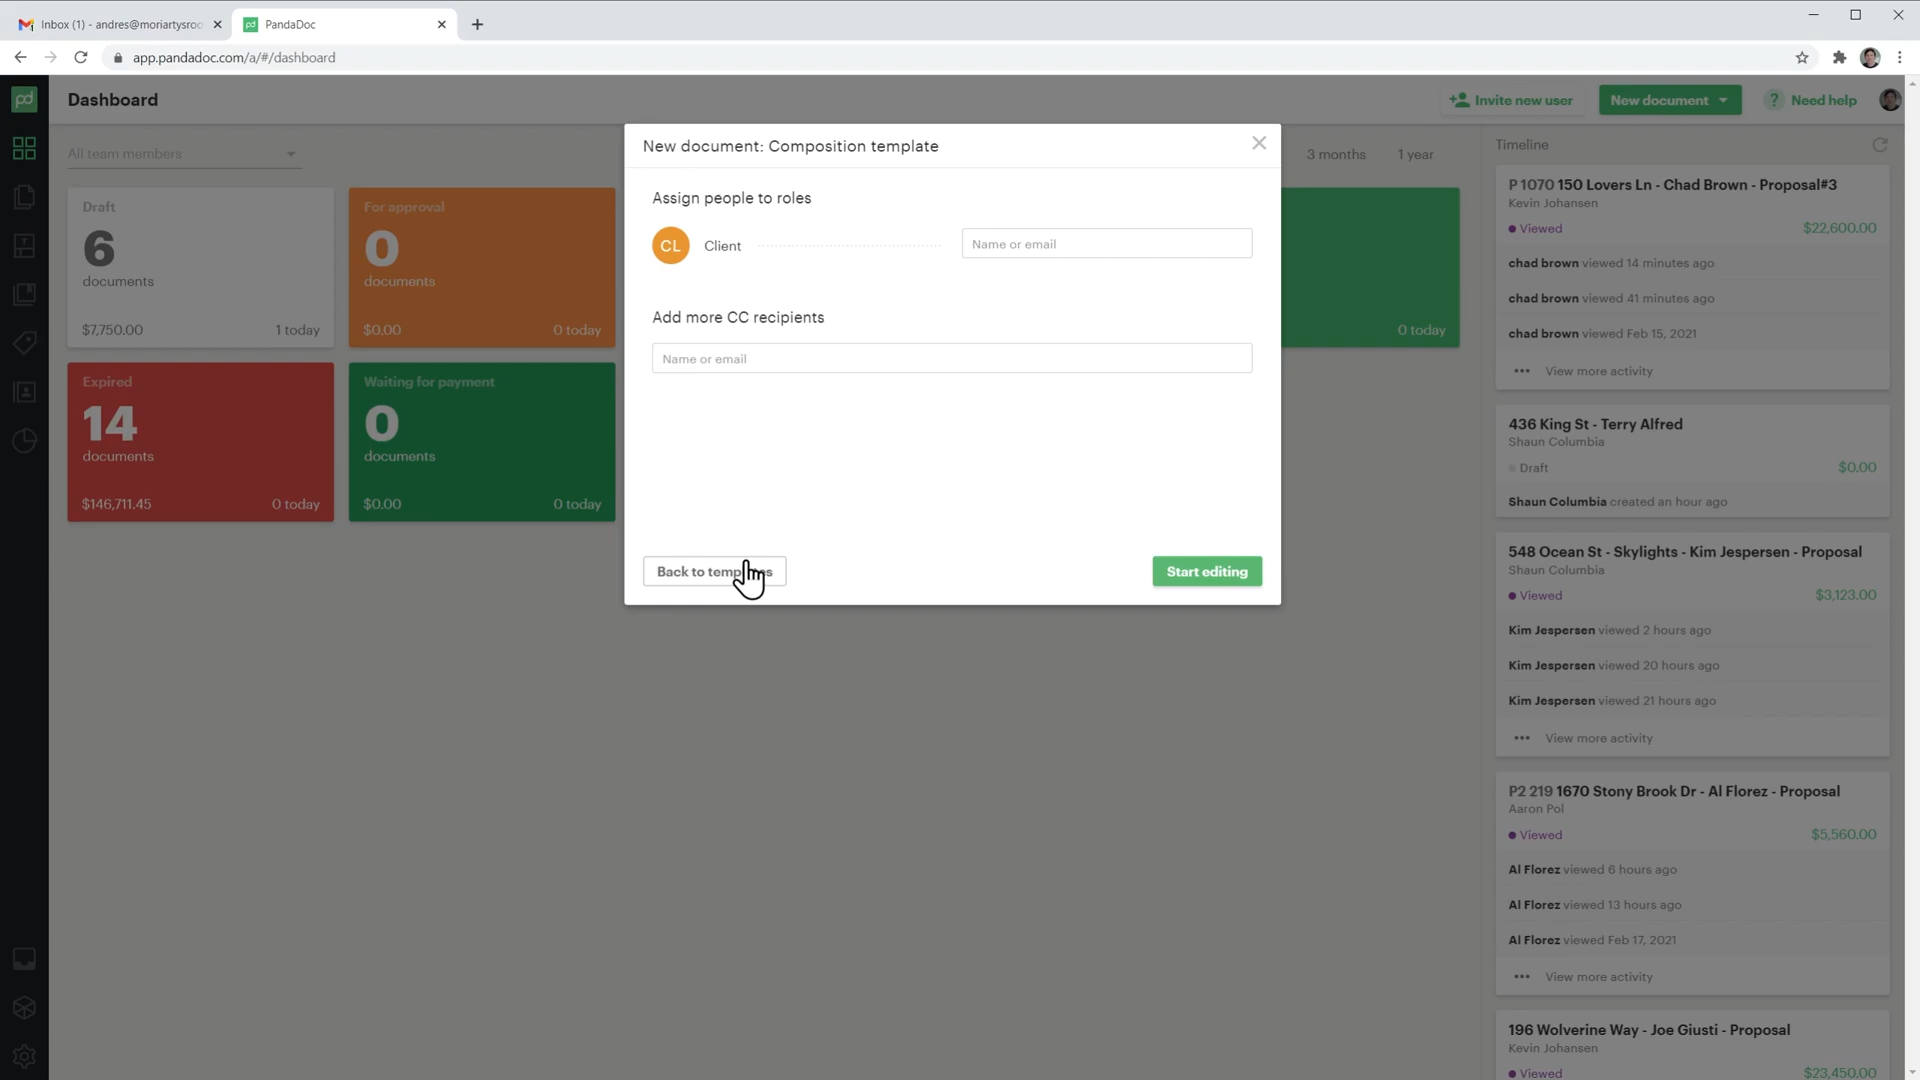 Inbox (1) - andres@moriartysroo
PandaDoc
app.pandadoc.com/a/#/dashboard
pd
Dashboard
Invite new user
New document
? Need help
All team members
3 months
1 year
Draft
6
documents
$7,750.00
1 today
For approval
0
documents
$0.00
0 today
0 today
Expired
14
documents
$146,711.45
0 today
Waiting for payment
0
documents
$0.00
0 today
New document: Composition template
Assign people to roles
CL
Client
Name or email
Add more CC recipients
Name or email
Back to
Start editing
Timeline
P 1070 150 Lovers Ln - Chad Brown - Proposal#3
Kevin Johansen
Viewed
$22,600.00
chad brown viewed 14 minutes ago
chad brown viewed 41 minutes ago
chad brown viewed Feb 15, 2021
View more activity
436 King St - Terry Alfred
Shaun Columbia
Draft
$0.00
Shaun Columbia created an hour ago
548 Ocean St - Skylights - Kim Jespersen - Proposal
Shaun Columbia
Viewed
$3,123.00
Kim Jespersen viewed 2 hours ago
Kim Jespersen viewed 20 hours ago
Kim Jespersen viewed 21 hours ago
View more activity
P2 219 1670 Stony Brook Dr - Al Florez - Proposal
Aaron Pol
Viewed
$5,560.00
Al Florez viewed 6 hours ago
Al Florez viewed 13 hours ago
Al Florez viewed Feb 17, 2021
View more activity
196 Wolverine Way - Joe Giusti - Proposal
Kevin Johansen
Viewed
$23,450.00